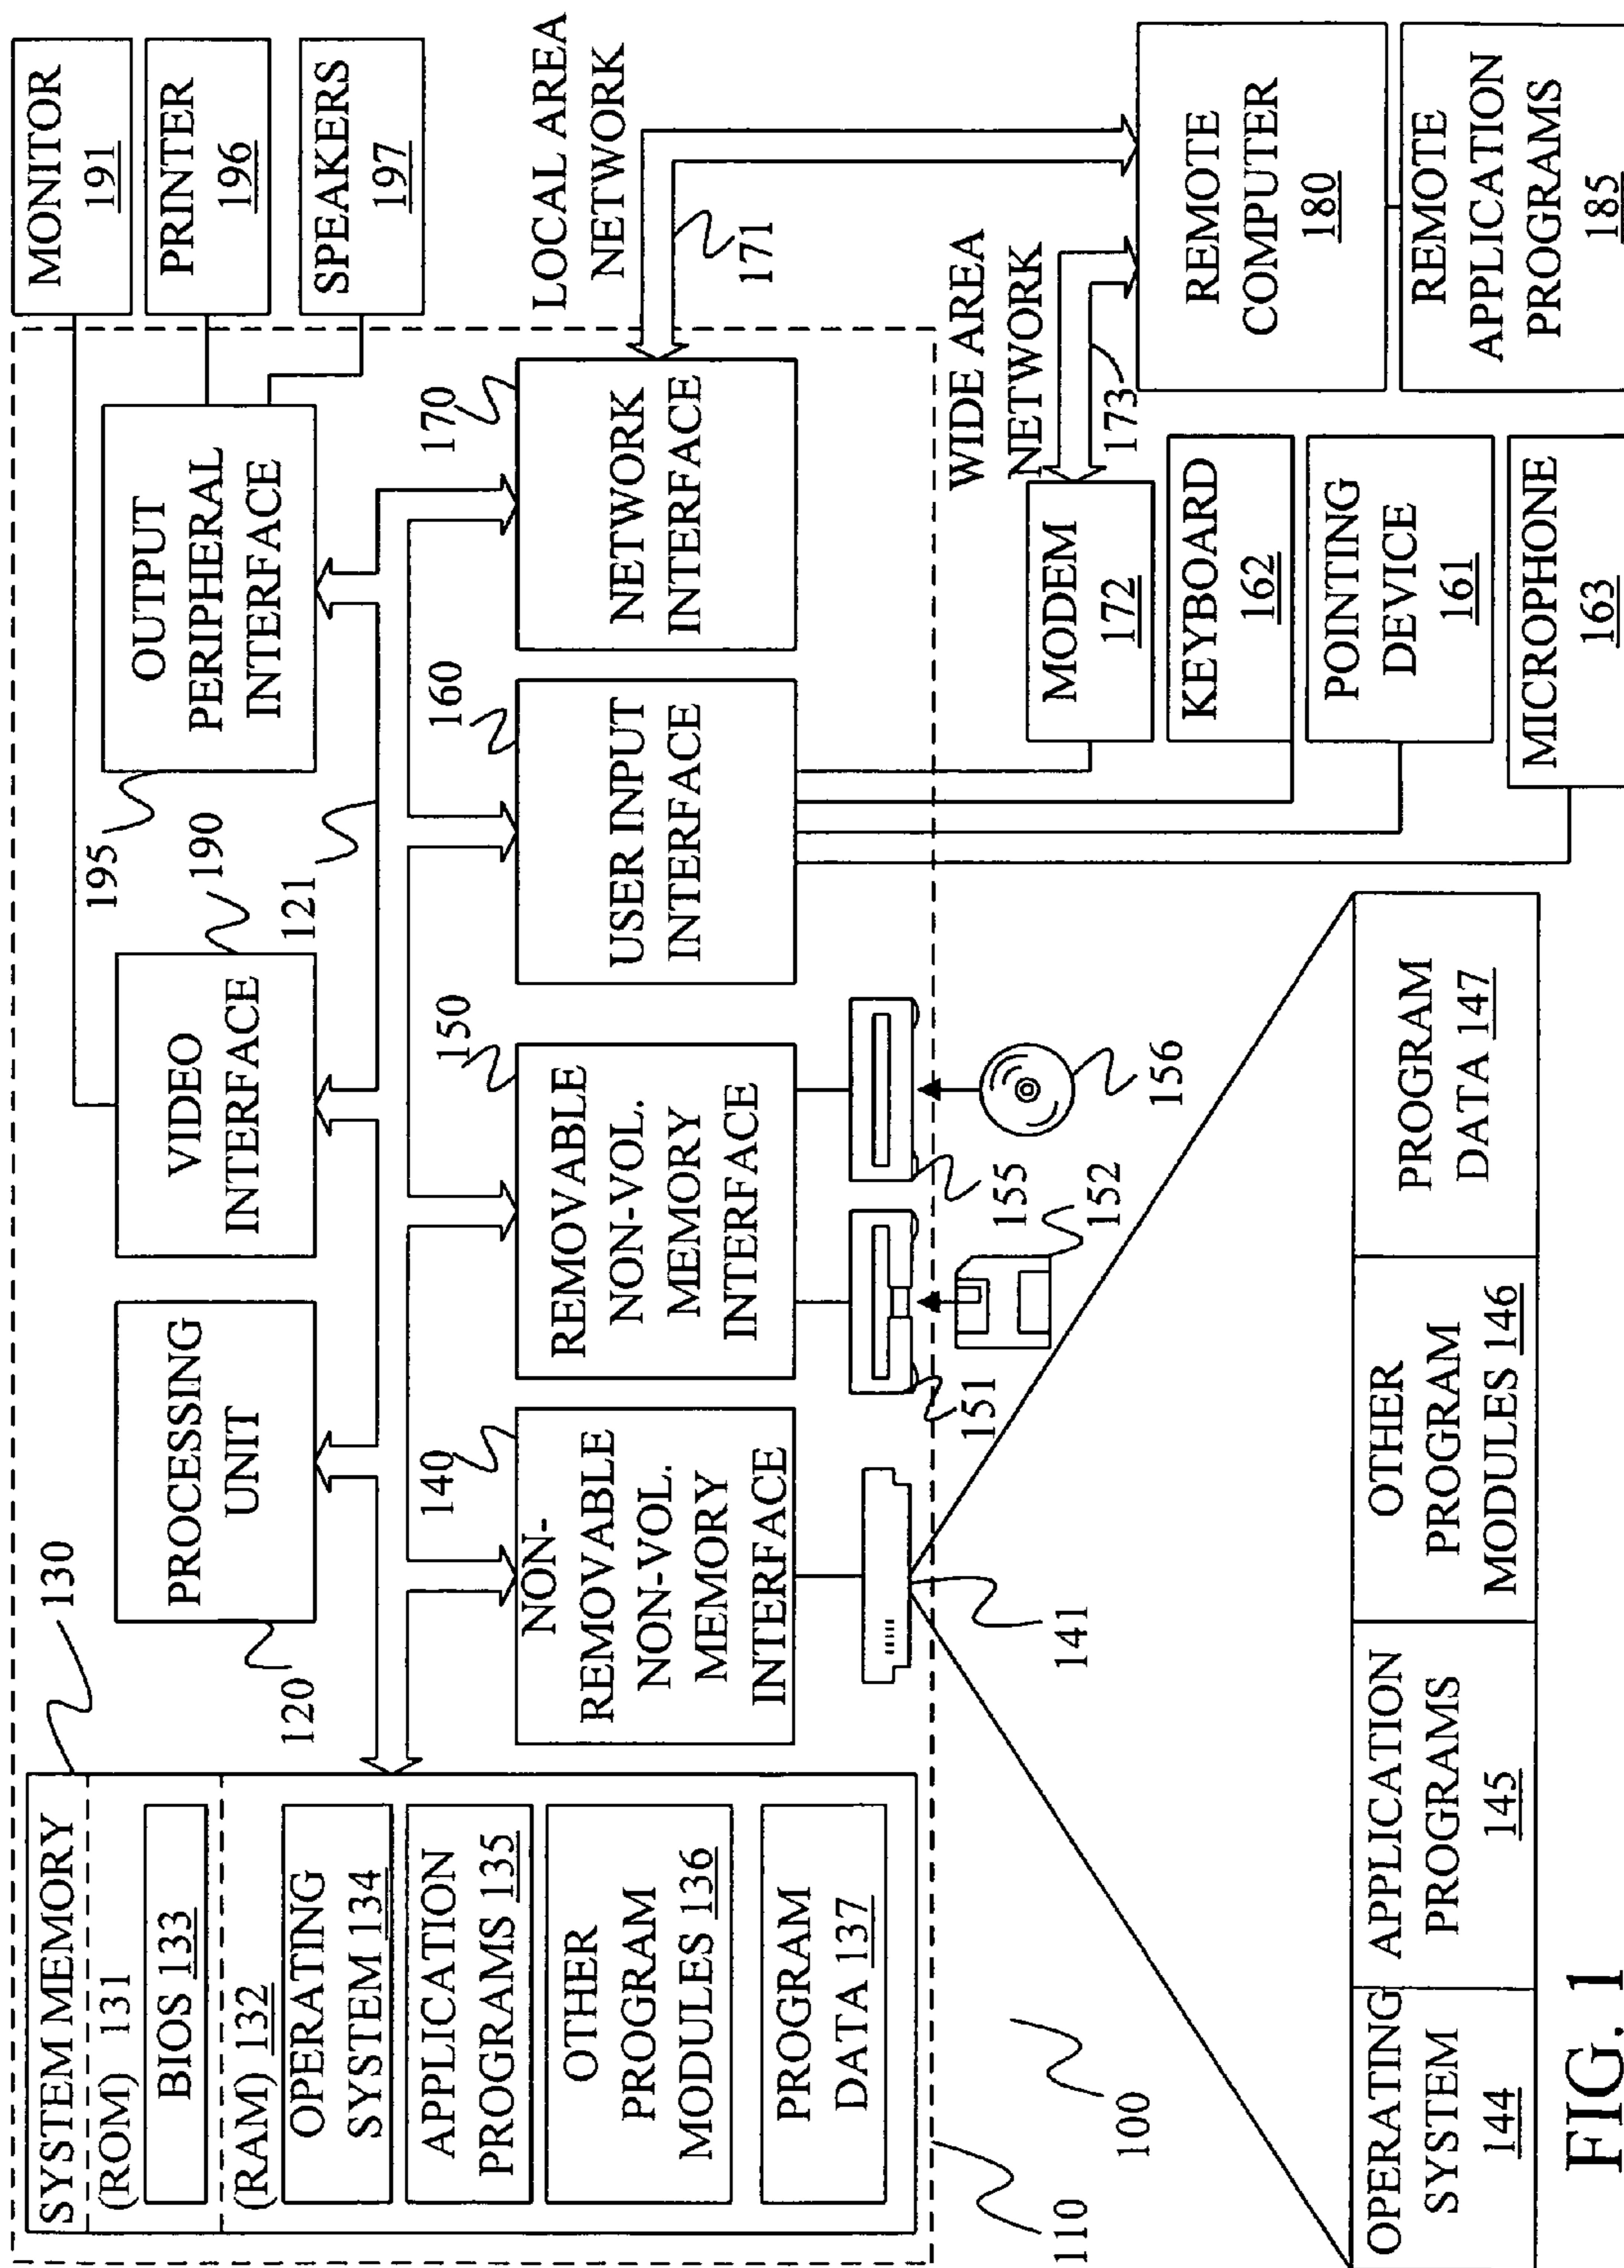 SYSTEM MEMORY
(ROM) 131
BIOS 133
(RAM) 132
OPERATING
SYSTEM 134
APPLICATION
PROGRAMS 135
OTHER
PROGRAM
MODULES 136
PROGRAM
DATA 137
130
PROCESSING
UNIT
120
VIDEO
INTERFACE
190
OUTPUT
PERIPHERAL
INTERFACE
195
121
MONITOR
191
PRINTER
196
SPEAKERS
197
140
NON-
REMOVABLE
NON-VOL.
MEMORY
INTERFACE
150
REMOVABLE
NON-VOL.
MEMORY
INTERFACE
160
USER INPUT
INTERFACE
170
NETWORK
INTERFACE
LOCAL AREA
NETWORK
171
141
151
152
155
156
WIDE AREA
NETWORK
173
MODEM
172
KEYBOARD
162
POINTING
DEVICE
161
MICROPHONE
163
REMOTE
COMPUTER
180
REMOTE
APPLICATION
PROGRAMS
185
110
100
OPERATING
SYSTEM
144
APPLICATION
PROGRAMS
145
OTHER
PROGRAM
MODULES 146
PROGRAM
DATA 147
FIG. 1